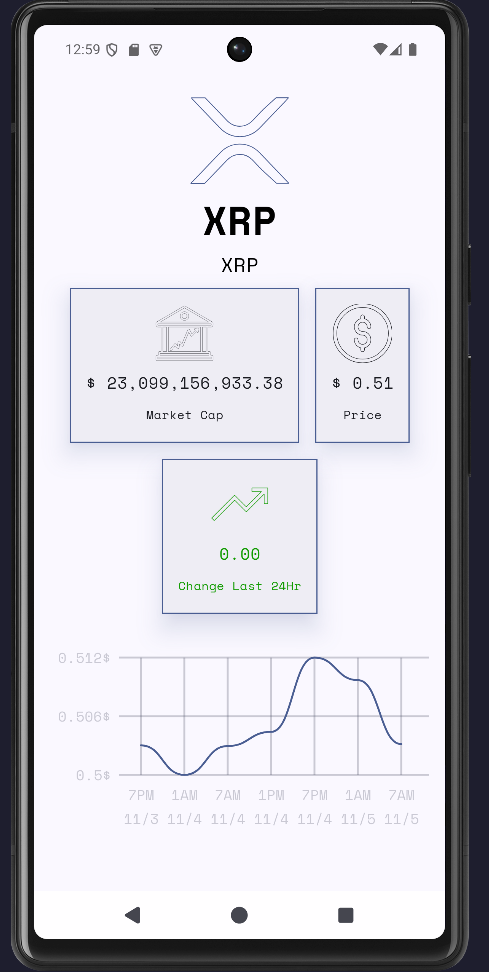 12:59
XRP
XRP
$ 23,099,156,933.38
Market Cap
$ 0.51
Price
0.00
Change Last 24Hr
0.512$
0.506$
0.5$
7PM 1AM 7AM 1PM 7PM 1AM 7AM
11/3 11/4 11/4 11/4 11/4 11/5 11/5